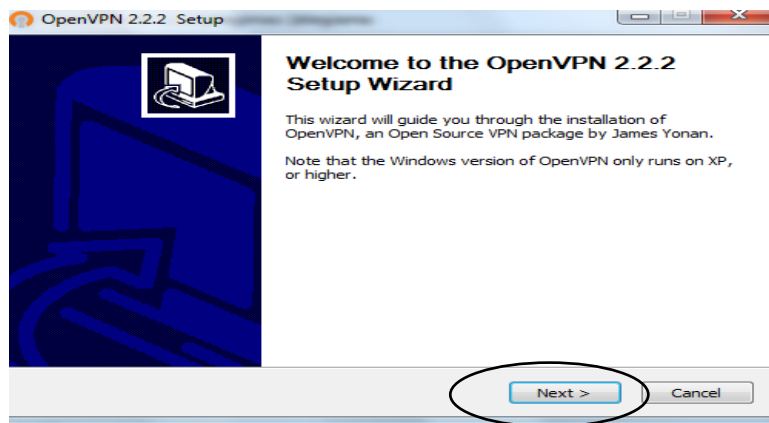 OpenVPN 2.2.2 Setup
Welcome to the OpenVPN 2.2.2
Setup Wizard
This wizard will guide you through the installation of
OpenVPN, an Open Source VPN package by James Yonan.
Note that the Windows version of OpenVPN only runs on XP,
or higher.
Next >
Cancel